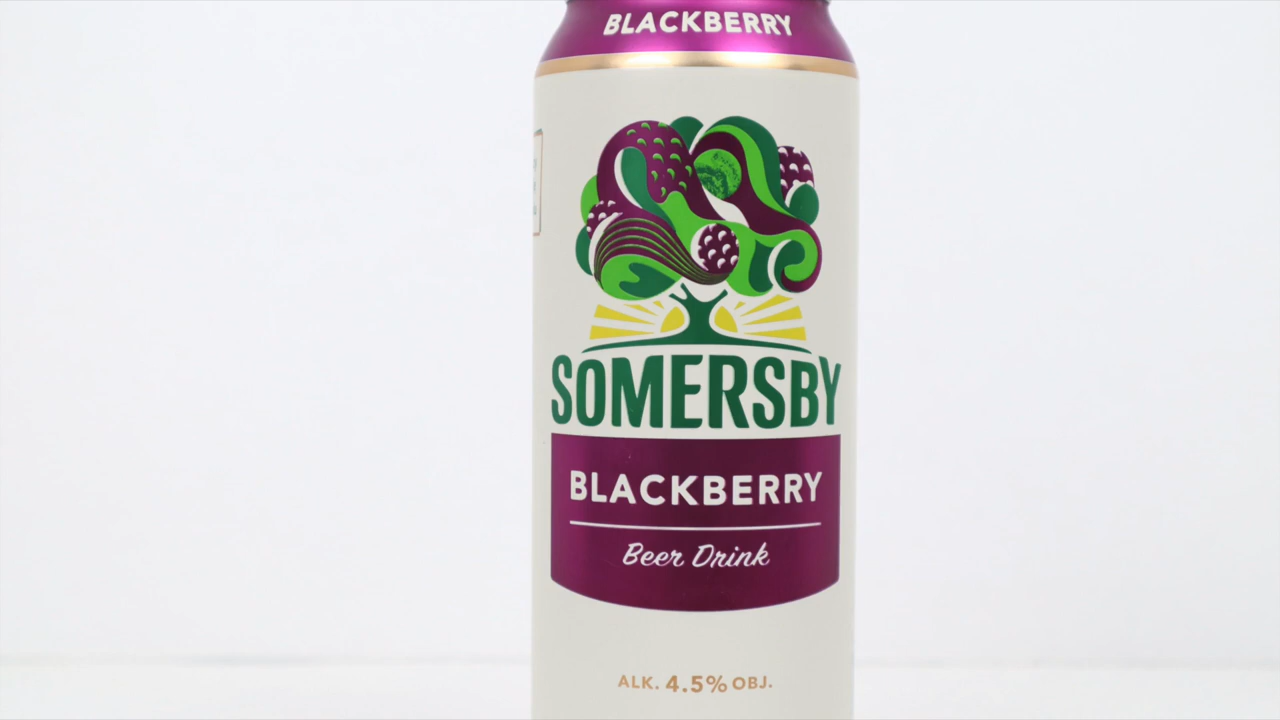 BLACKBERRY
SOMERSBY
BLACKBERRY
Beer Drink
ALK. 4.5% OBJ.